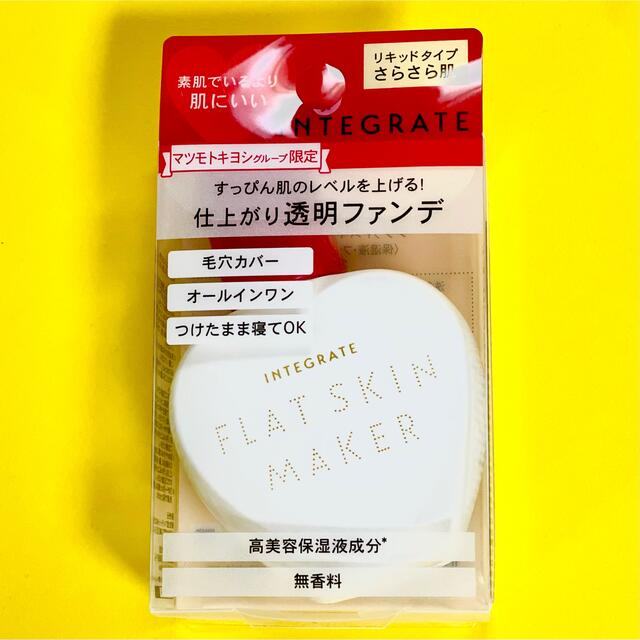 素肌でいるより
肌にいい
リキッドタイプ
さらさら肌
INTEGRATE
マツモトキヨシグループ限定
すっぴん肌のレベルを上げる!
仕上がり透明ファンデ
毛穴カバー
オールインワン
つけたまま寝てOK
INTEGRATE
FLAT SKIN
MAKER
高美容保湿液成分*
無香料